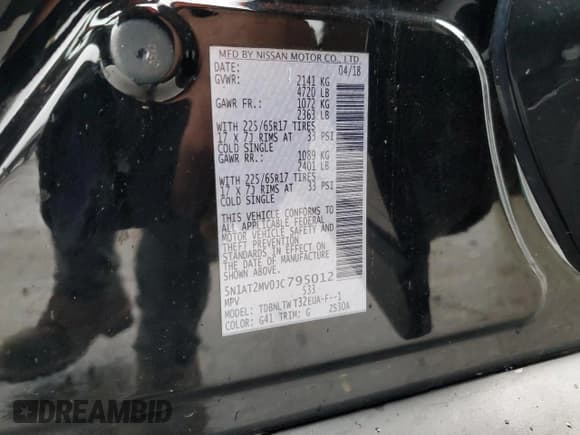 MFD BY NISSAN MOTOR CO., LTD.
DATE: 04/18
GVWR: 2141 KG
4720 LB
GAWR FR.: 1072 KG
2363 LB
WITH 225/65R17 TIRES
17 X 7J RIMS AT 33 PSI
COLD SINGLE
GAWR RR.: 1089 KG
2401 LB
WITH 225/65R17 TIRES
17 X 7J RIMS AT 33 PSI
COLD SINGLE
THIS VEHICLE CONFORMS TO
ALL APPLICABLE FEDERAL
MOTOR VEHICLE SAFETY AND
THEFT PREVENTION
STANDARDS IN EFFECT ON
THE DATE OF MANUFACTURE
SHOWN ABOVE.
5N1AT2MV0JC795012
MPV 533
MODEL: TDBNLTW T32EUA-F--1
COLOR: G41 TRIM: G 2530A
DREAMBID